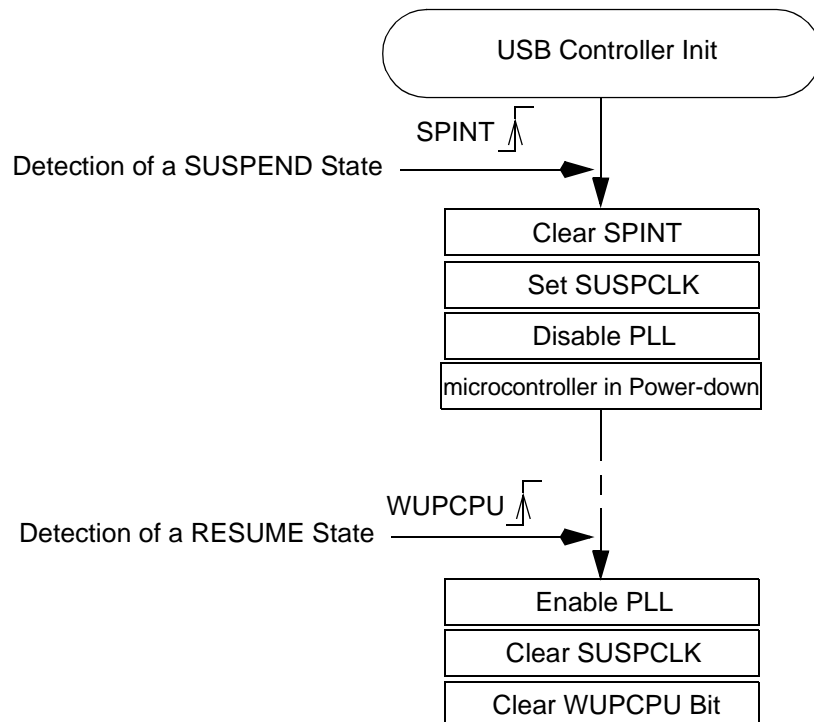 USB Controller Init
SPINT
Detection of a SUSPEND State
Clear SPINT
Set SUSPCLK
Disable PLL
microcontroller in Power-down
WUPCPU
Detection of a RESUME State
Enable PLL
Clear SUSPCLK
Clear WUPCPU Bit